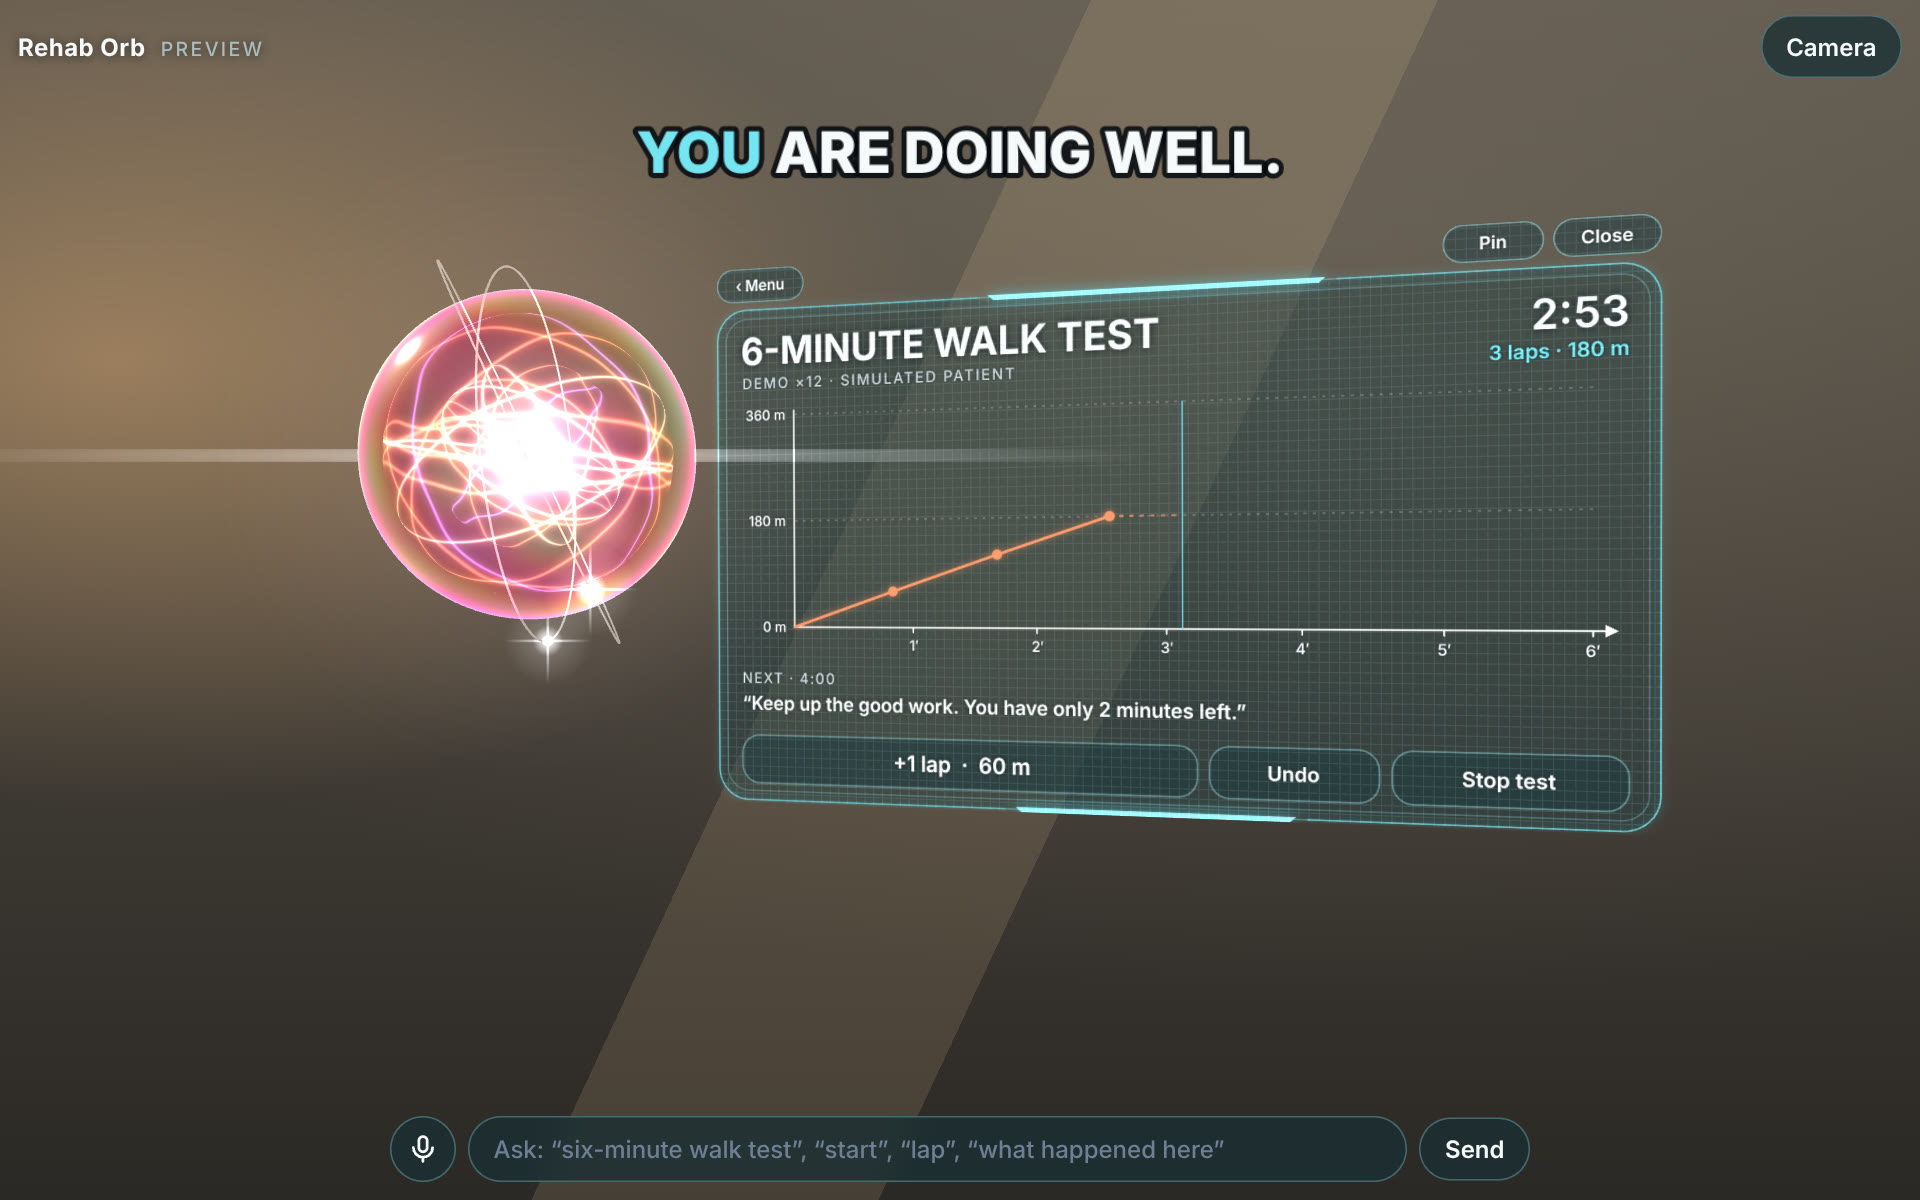 Rehab Orb PREVIEW
Camera
YOU ARE DOING WELL.
Pin
Close
‹ Menu
6-MINUTE WALK TEST
2:53
DEMO ×12 · SIMULATED PATIENT
3 laps · 180 m
360 m
180 m
0 m
1′ 2′ 3′ 4′ 5′ 6′
NEXT · 4:00
“Keep up the good work. You have only 2 minutes left.”
+1 lap · 60 m
Undo
Stop test
Ask: “six-minute walk test”, “start”, “lap”, “what happened here”
Send